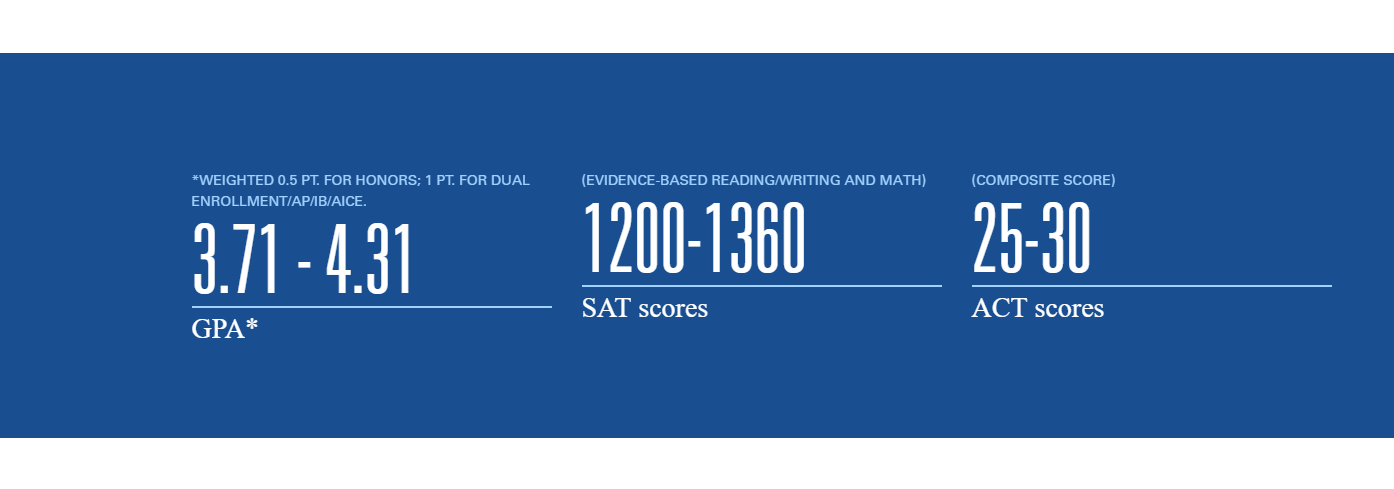 *WEIGHTED 0.5 PT. FOR HONORS; 1 PT. FOR DUAL
ENROLLMENT/AP/IB/AICE.
3.71 - 4.31
GPA*
(EVIDENCE-BASED READING/WRITING AND MATH)
1200-1360
SAT scores
(COMPOSITE SCORE)
25-30
ACT scores